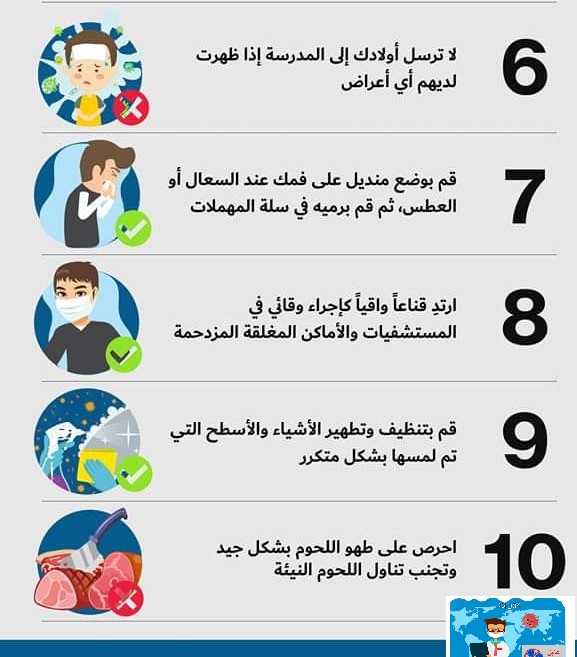 6
لا ترسل أولادك إلى المدرسة إذا ظهرت
لديهم أي أعراض
7
قم بوضع منديل على فمك عند السعال أو
العطس، ثم قم برميه في سلة المهملات
8
ارتدِ قناعاً واقياً كإجراء وقائي في
المستشفيات والأماكن المغلقة المزدحمة
9
قم بتنظيف وتطهير الأشياء والأسطح التي
تم لمسها بشكل متكرر
10
احرص على طهو اللحوم بشكل جيد
وتجنب تناول اللحوم النيئة